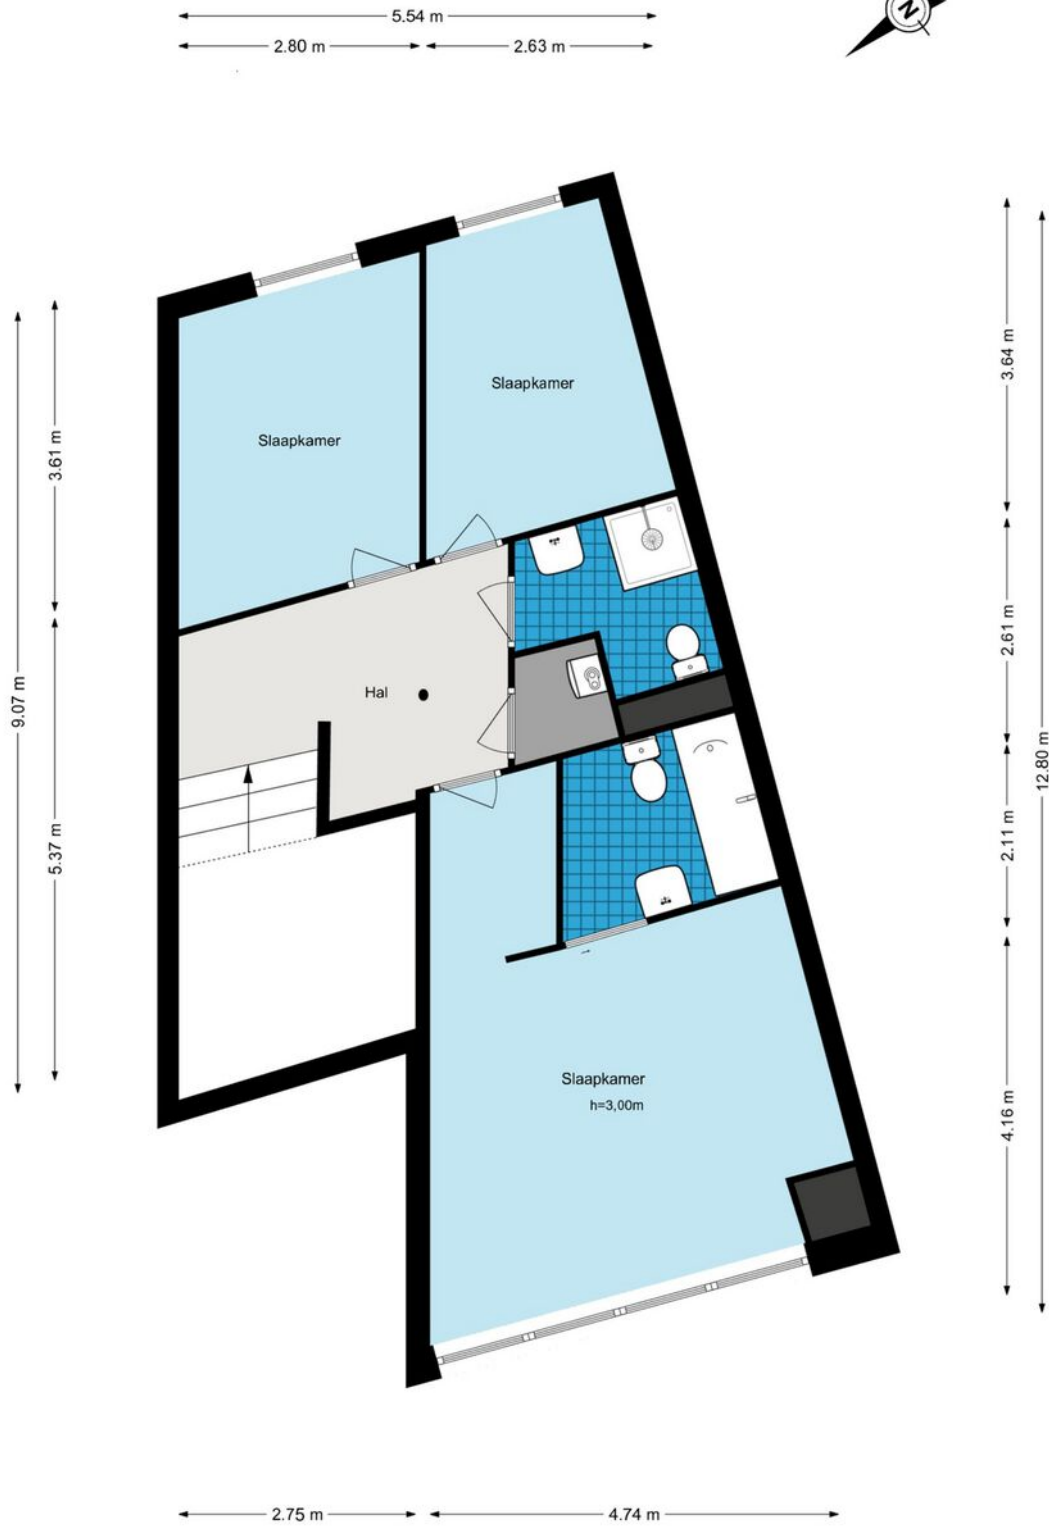 5.54 m
2.80 m
2.63 m
N
Slaapkamer
Slaapkamer
3.61 m
3.64 m
9.07 m
Hal
2.61 m
12.80 m
5.37 m
2.11 m
Slaapkamer
h=3,00m
4.16 m
2.75 m
4.74 m